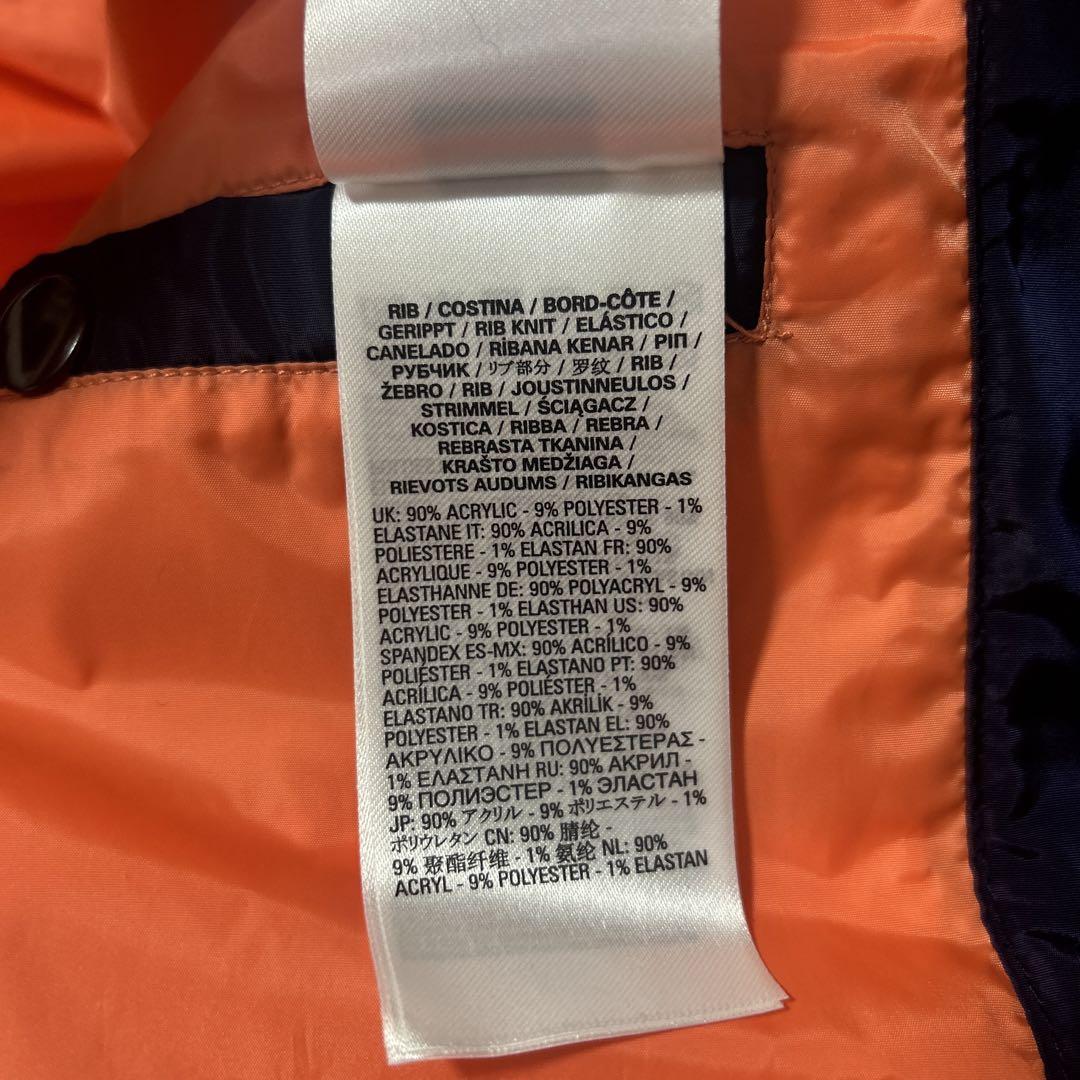 RIB / COSTINA / BORD-CÔTE /
GERIPPT / RIB KNIT / ELÁSTICO /
CANELADO / RİBANA KENAR / ΡΙΠ /
РУБЧИК / リブ部分 / 罗纹 / RIB /
ŽEBRO / RIB / JOUSTINNEULOS /
STRIMMEL / ŚCIĄGACZ /
KOSTICA / RIBBA / REBRA /
REBRASTA TKANINA /
KRAŠTO MEDŽIAGA /
RIEVOTS AUDUMS / RIBIKANGAS
UK: 90% ACRYLIC - 9% POLYESTER - 1%
ELASTANE IT: 90% ACRILICA - 9%
POLIESTERE - 1% ELASTAN FR: 90%
ACRYLIQUE - 9% POLYESTER - 1%
ELASTHANNE DE: 90% POLYACRYL - 9%
POLYESTER - 1% ELASTHAN US: 90%
ACRYLIC - 9% POLYESTER - 1%
SPANDEX ES-MX: 90% ACRÍLICO - 9%
POLIÉSTER - 1% ELASTANO PT: 90%
ACRÍLICA - 9% POLIÉSTER - 1%
ELASTANO TR: 90% AKRİLİK - 9%
POLYESTER - 1% ELASTAN EL: 90%
ΑΚΡΥΛΙΚΟ - 9% ΠΟΛΥΕΣΤΕΡΑΣ -
1% ΕΛΑΣΤΑΝΗ RU: 90% АКРИЛ -
9% ПОЛИЭСТЕР - 1% ЭЛАСТАН
JP: 90% アクリル - 9% ポリエステル - 1%
ポリウレタン CN: 90% 腈纶 -
9% 聚酯纤维 - 1% 氨纶 NL: 90%
ACRYL - 9% POLYESTER - 1% ELASTAN